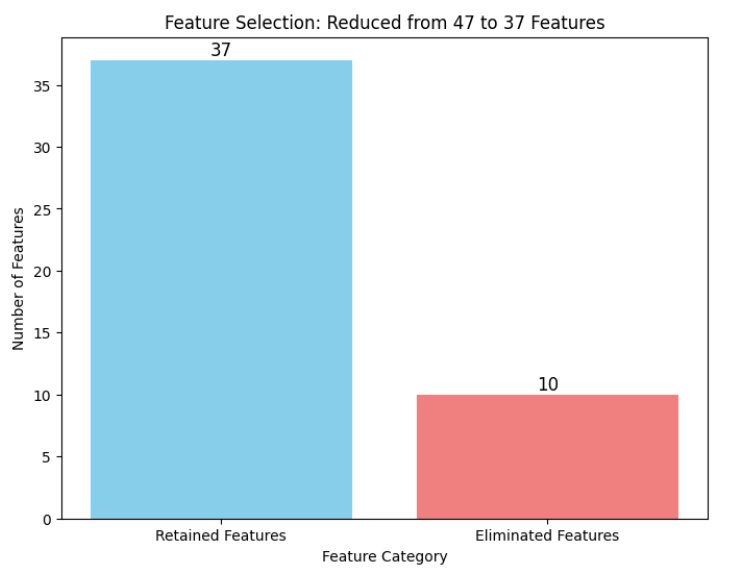 Feature Selection: Reduced from 47 to 37 Features
37
10
35
30
25
20
15
10
5
0
Number of Features
Retained Features
Eliminated Features
Feature Category